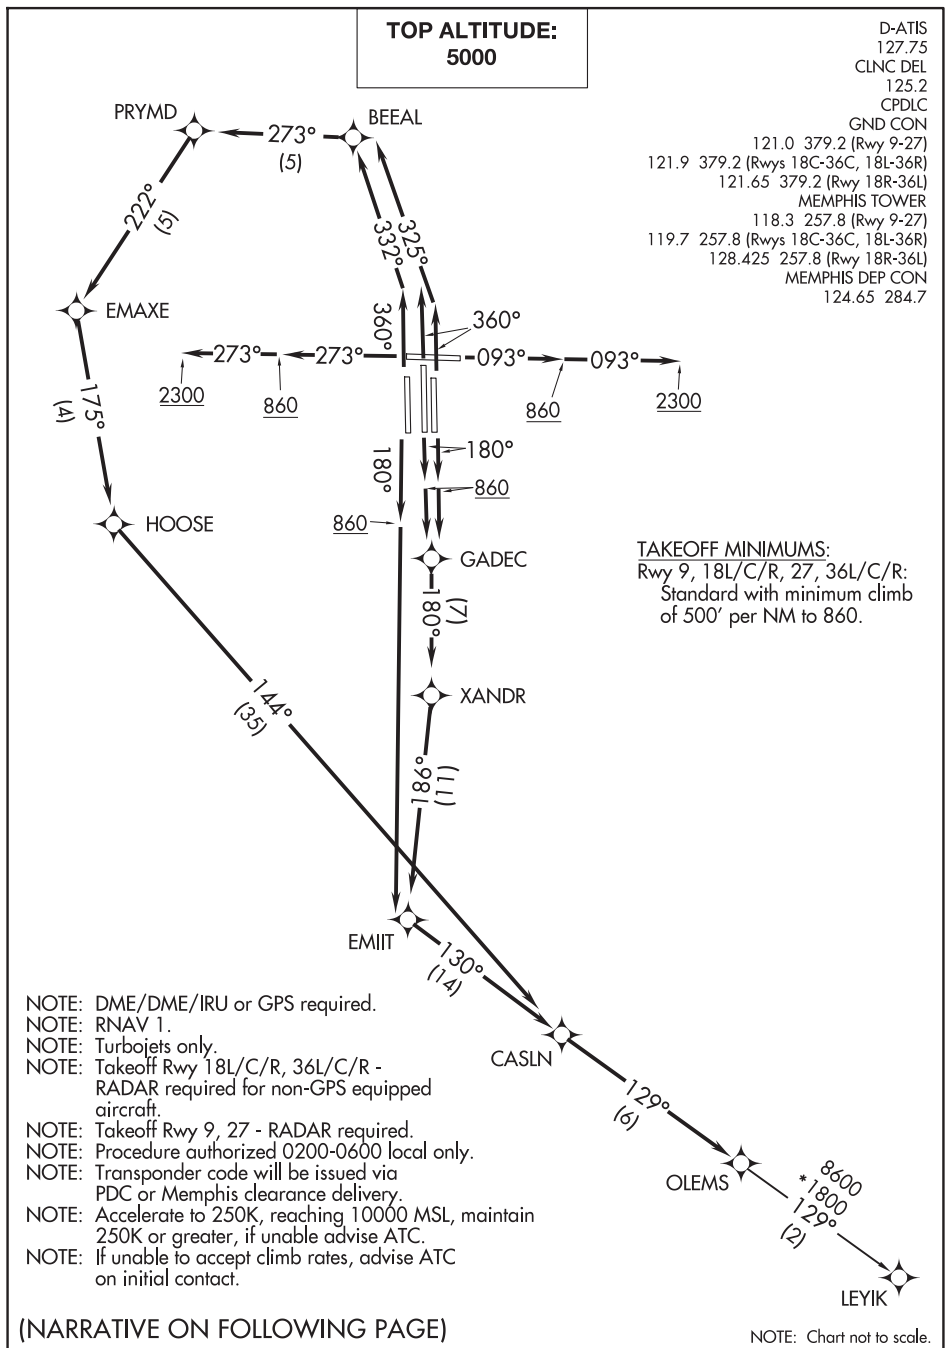 TOP ALTITUDE:
5000
D-ATIS
127.75
CLNC DEL
125.2
CPDLC
GND CON
121.0 379.2 (Rwy 9-27)
121.9 379.2 (Rwys 18C-36C, 18L-36R)
121.65 379.2 (Rwy 18R-36L)
MEMPHIS TOWER
118.3 257.8 (Rwy 9-27)
119.7 257.8 (Rwys 18C-36C, 18L-36R)
128.425 257.8 (Rwy 18R-36L)
MEMPHIS DEP CON
124.65 284.7
PRYMD
273°
(5)
BEEAL
222°
(5)
332°
325°
EMAXE
360°
360°
273°
273°
093°
093°
2300
860
860
2300
175°
(4)
180°
180°
860
860
HOOSE
GADEC
TAKEOFF MINIMUMS:
Rwy 9, 18L/C/R, 27, 36L/C/R:
Standard with minimum climb
of 500' per NM to 860.
180°
(7)
XANDR
144°
(35)
186°
(11)
EMIIT
130°
(14)
CASLN
129°
(6)
OLEMS
8600
*1800
129°
(2)
LEYIK
NOTE: DME/DME/IRU or GPS required.
NOTE: RNAV 1.
NOTE: Turbojets only.
NOTE: Takeoff Rwy 18L/C/R, 36L/C/R -
RADAR required for non-GPS equipped
aircraft.
NOTE: Takeoff Rwy 9, 27 - RADAR required.
NOTE: Procedure authorized 0200-0600 local only.
NOTE: Transponder code will be issued via
PDC or Memphis clearance delivery.
NOTE: Accelerate to 250K, reaching 10000 MSL, maintain
250K or greater, if unable advise ATC.
NOTE: If unable to accept climb rates, advise ATC
on initial contact.
(NARRATIVE ON FOLLOWING PAGE)
NOTE: Chart not to scale.